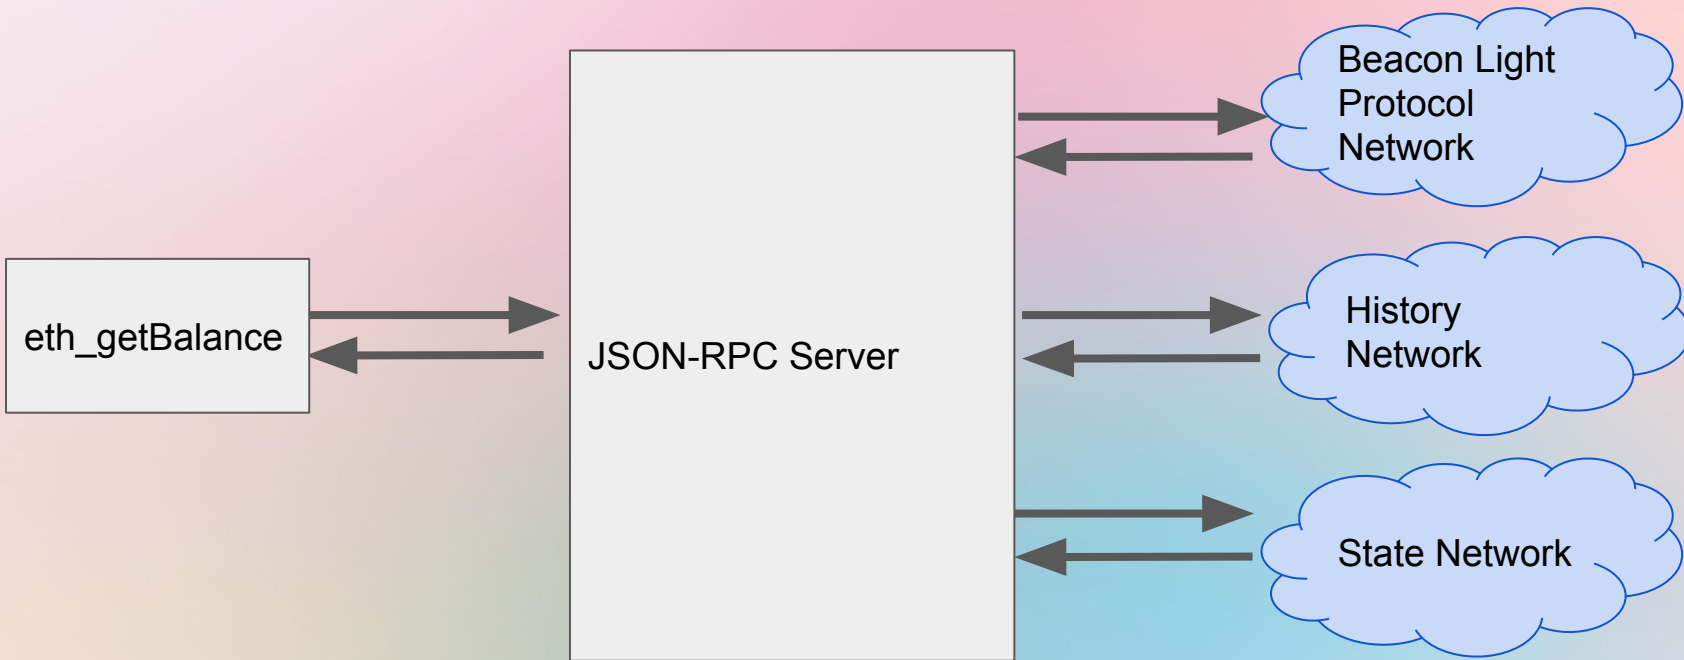 eth_getBalance
JSON-RPC Server
Beacon Light
Protocol
Network
History
Network
State Network